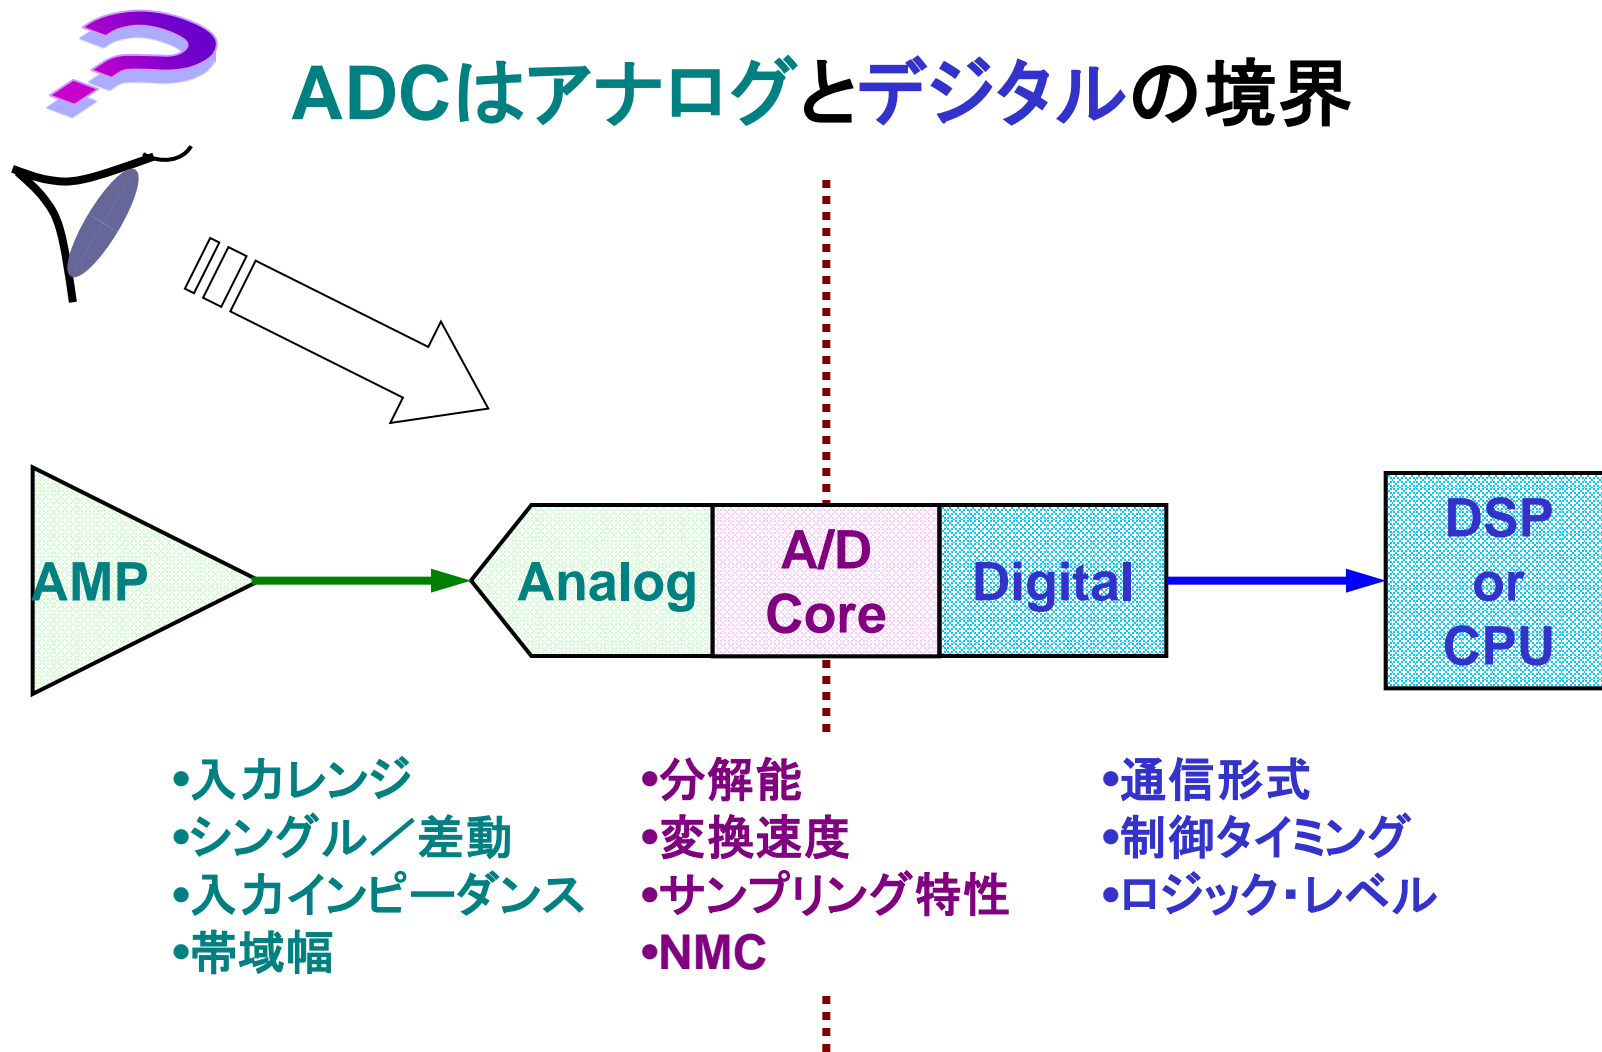 ADCはアナログとデジタルの境界
AMP
Analog
A/D
Core
Digital
DSP
or
CPU
•入力レンジ
•シングル／差動
•入力インピーダンス
•帯域幅
•分解能
•変換速度
•サンプリング特性
•NMC
•通信形式
•制御タイミング
•ロジック・レベル